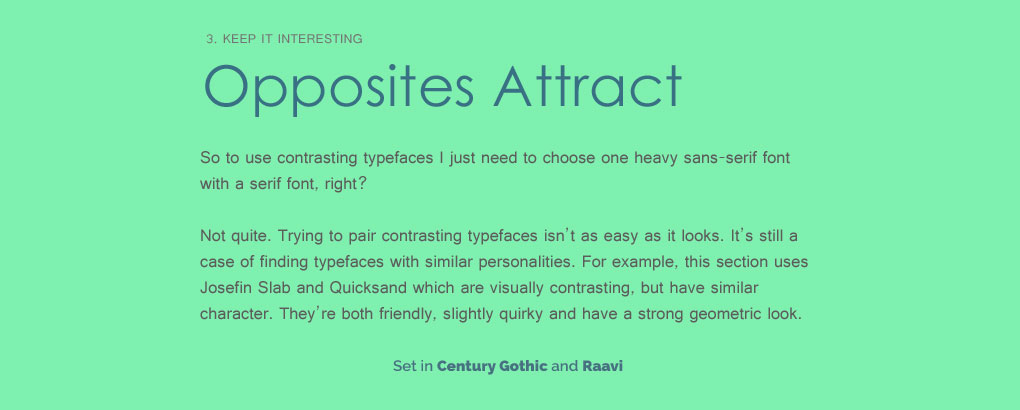 3. KEEP IT INTERESTING
Opposites Attract
So to use contrasting typefaces I just need to choose one heavy sans-serif font
with a serif font, right?
Not quite. Trying to pair contrasting typefaces isn’t as easy as it looks. It’s still a
case of finding typefaces with similar personalities. For example, this section uses
Josefin Slab and Quicksand which are visually contrasting, but have similar
character. They’re both friendly, slightly quirky and have a strong geometric look.
Set in Century Gothic and Raavi